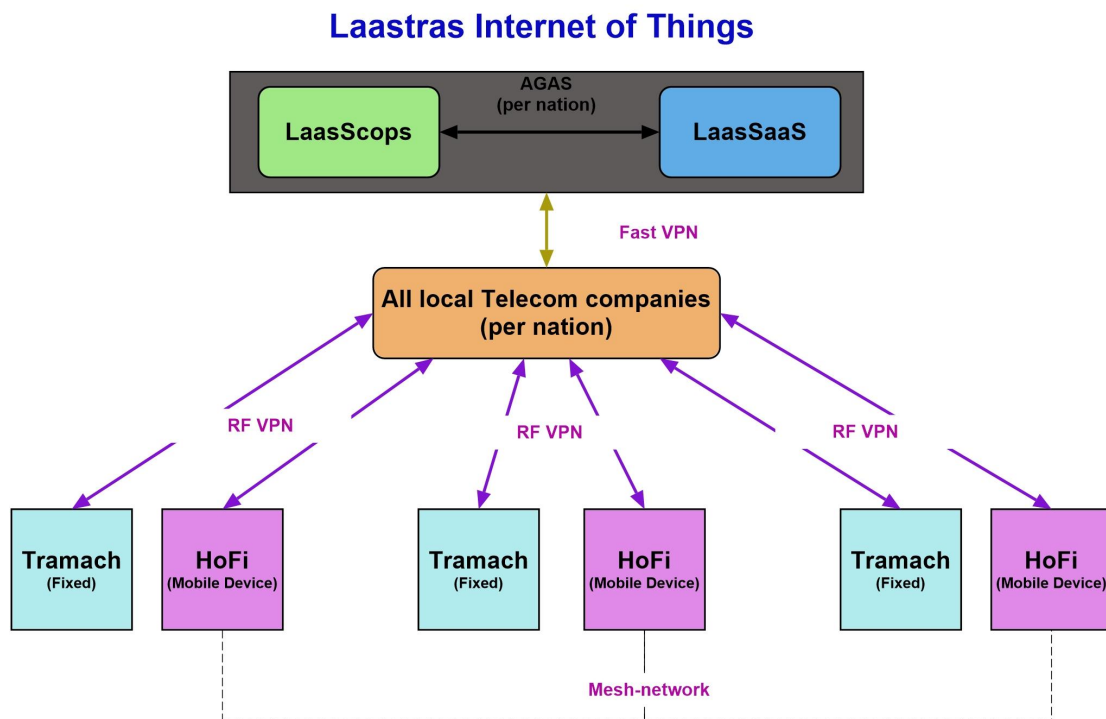 Laastras Internet of Things
AGAS
(per nation)
LaasScops
LaasSaaS
Fast VPN
All local Telecom companies
(per nation)
RF VPN
RF VPN
RF VPN
Tramach
(Fixed)
HoFi
(Mobile Device)
Tramach
(Fixed)
HoFi
(Mobile Device)
Tramach
(Fixed)
HoFi
(Mobile Device)
Mesh-network